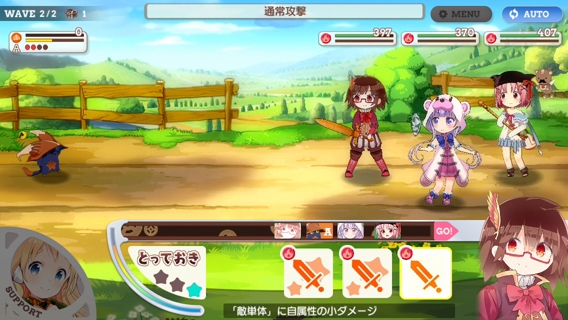 WAVE 2/2 1
通常攻撃
MENU
AUTO
0
A
397
370
407
A
GO!
とっておき
SUPPORT
「敵単体」に自属性の小ダメージ